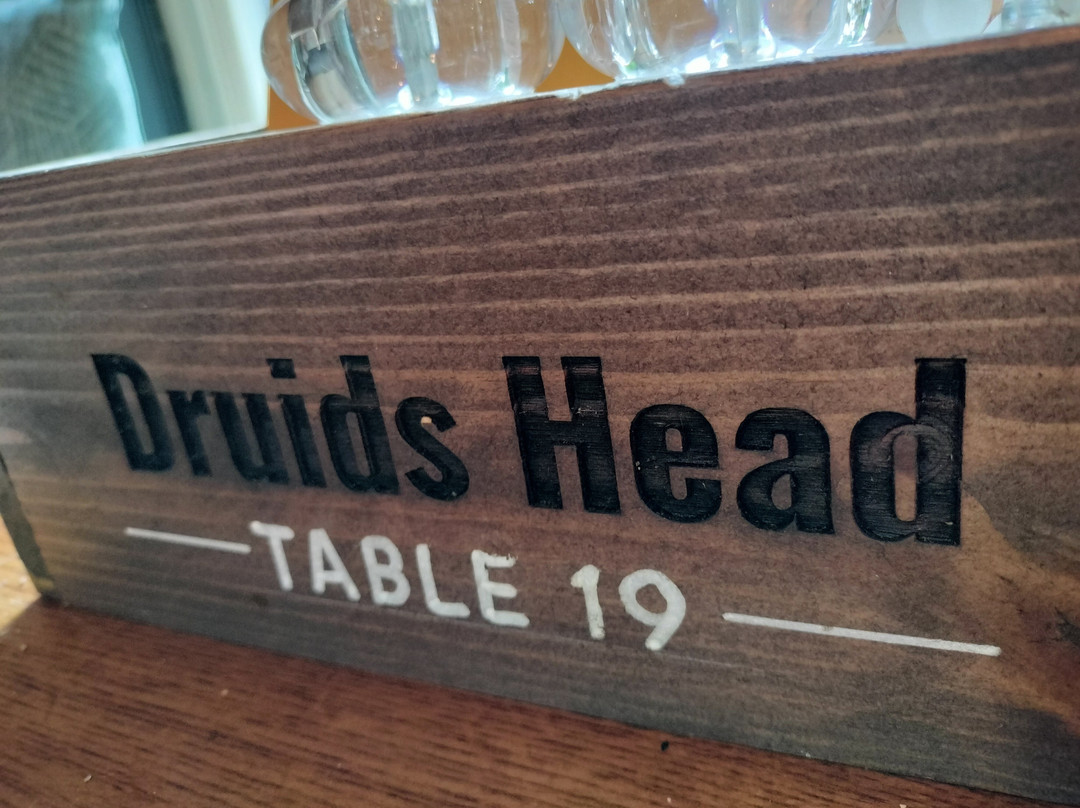 Druids Head
TABLE 19